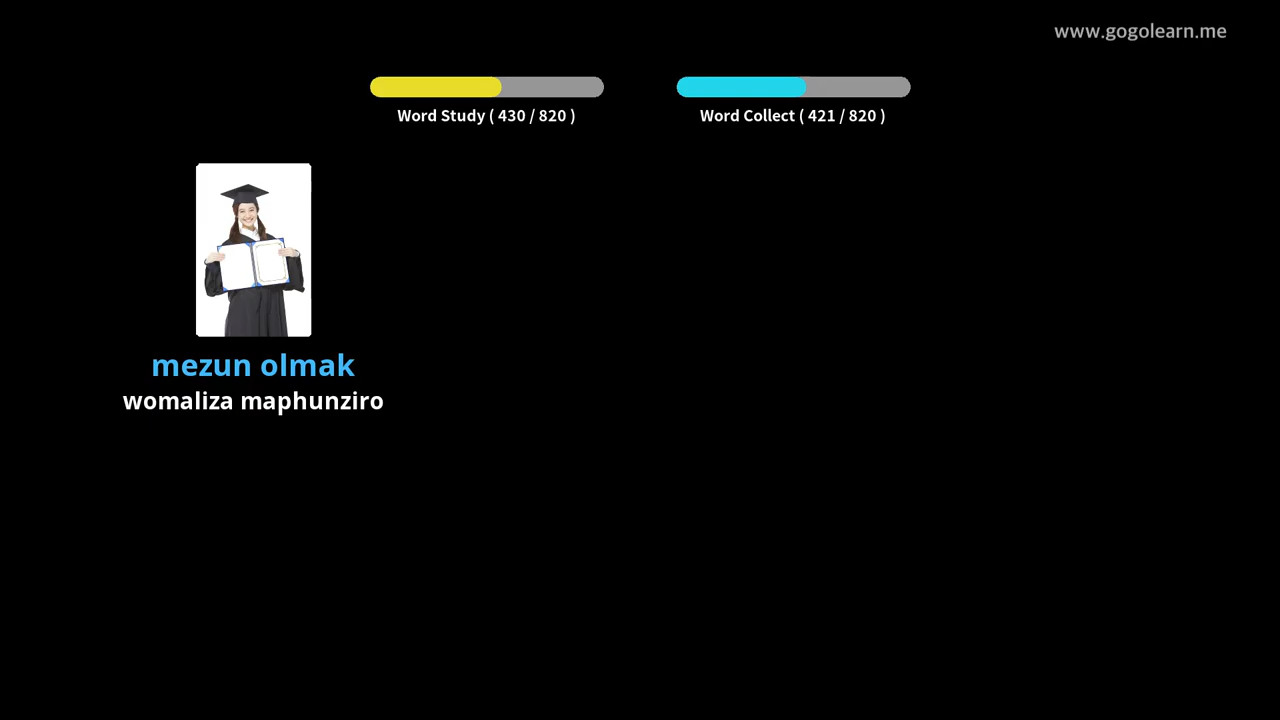 www.gogolearn.me
Word Study ( 430 / 820 )
Word Collect ( 421 / 820 )
mezun olmak
womaliza maphunziro